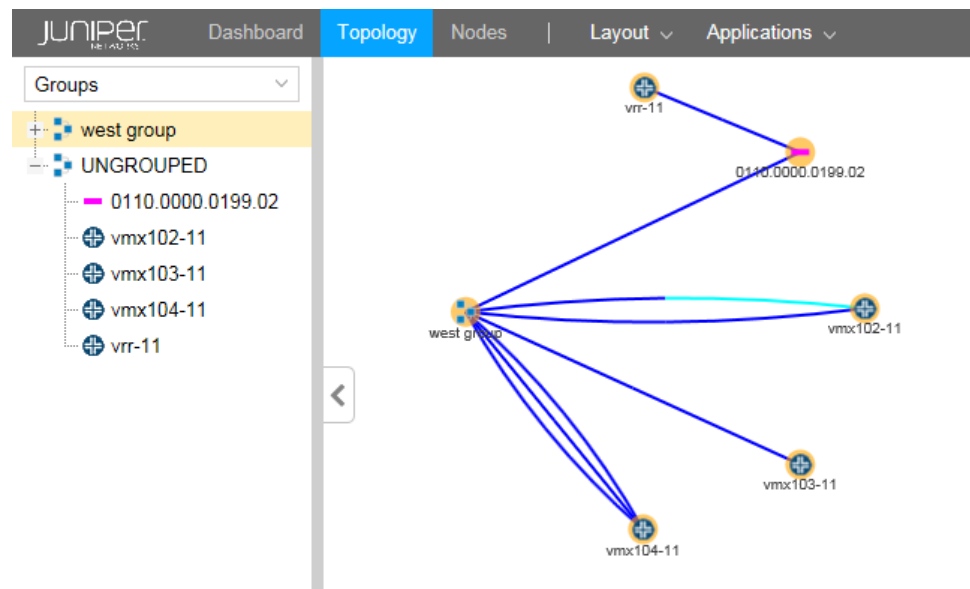 JUNIPER NETWORKS Dashboard Topology Nodes | Layout Applications
Groups
west group
UNGROUPED
0110.0000.0199.02
vmx102-11
vmx103-11
vmx104-11
vrr-11
vrr-11
0110.0000.0199.02
west group
vmx102-11
vmx103-11
vmx104-11